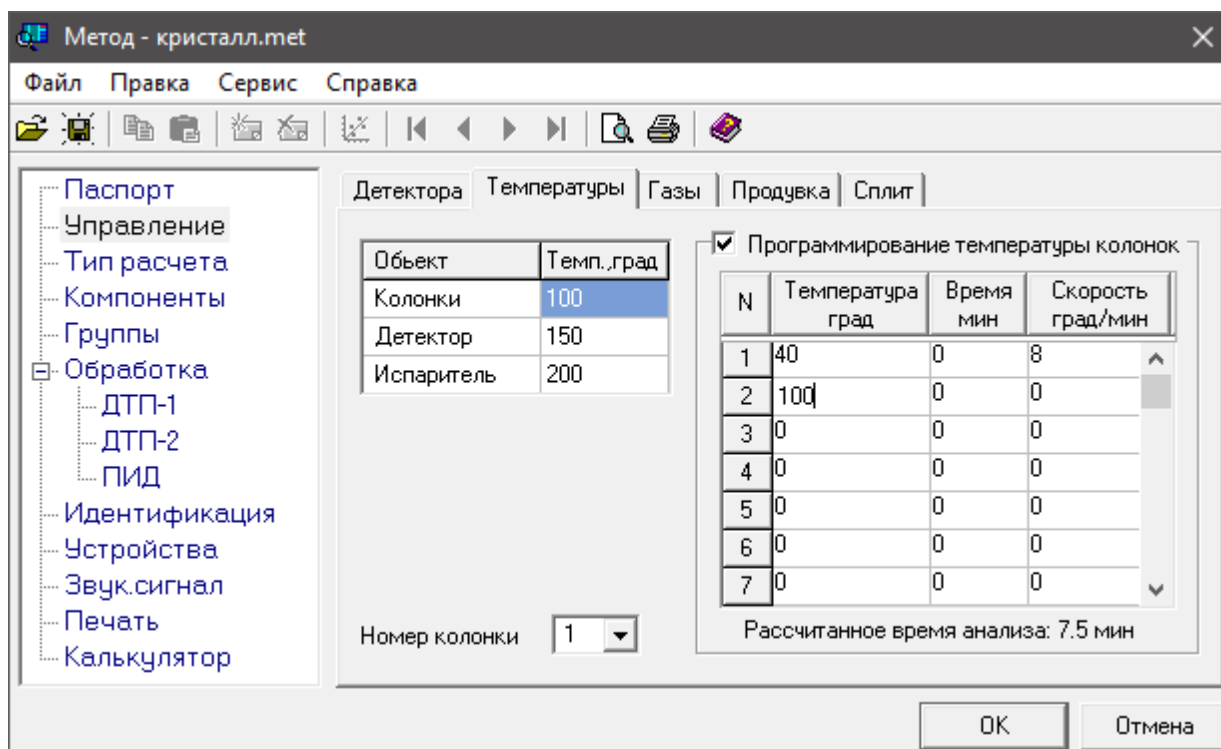 Метод - кристалл.met
Файл Правка Сервис Справка
Паспорт
Управление
Тип расчета
Компоненты
Группы
Обработка
ДТП-1
ДТП-2
ПИД
Идентификация
Устройства
Звук.сигнал
Печать
Калькулятор
Детектора Температуры Газы Продувка Сплит
Обьект Темп.,град
Колонки 100
Детектор 150
Испаритель 200
Номер колонки 1
Программирование температуры колонок
N Температура град Время мин Скорость град/мин
1 40 0 8
2 100 0 0
3 0 0 0
4 0 0 0
5 0 0 0
6 0 0 0
7 0 0 0
Рассчитанное время анализа: 7.5 мин
OK Отмена